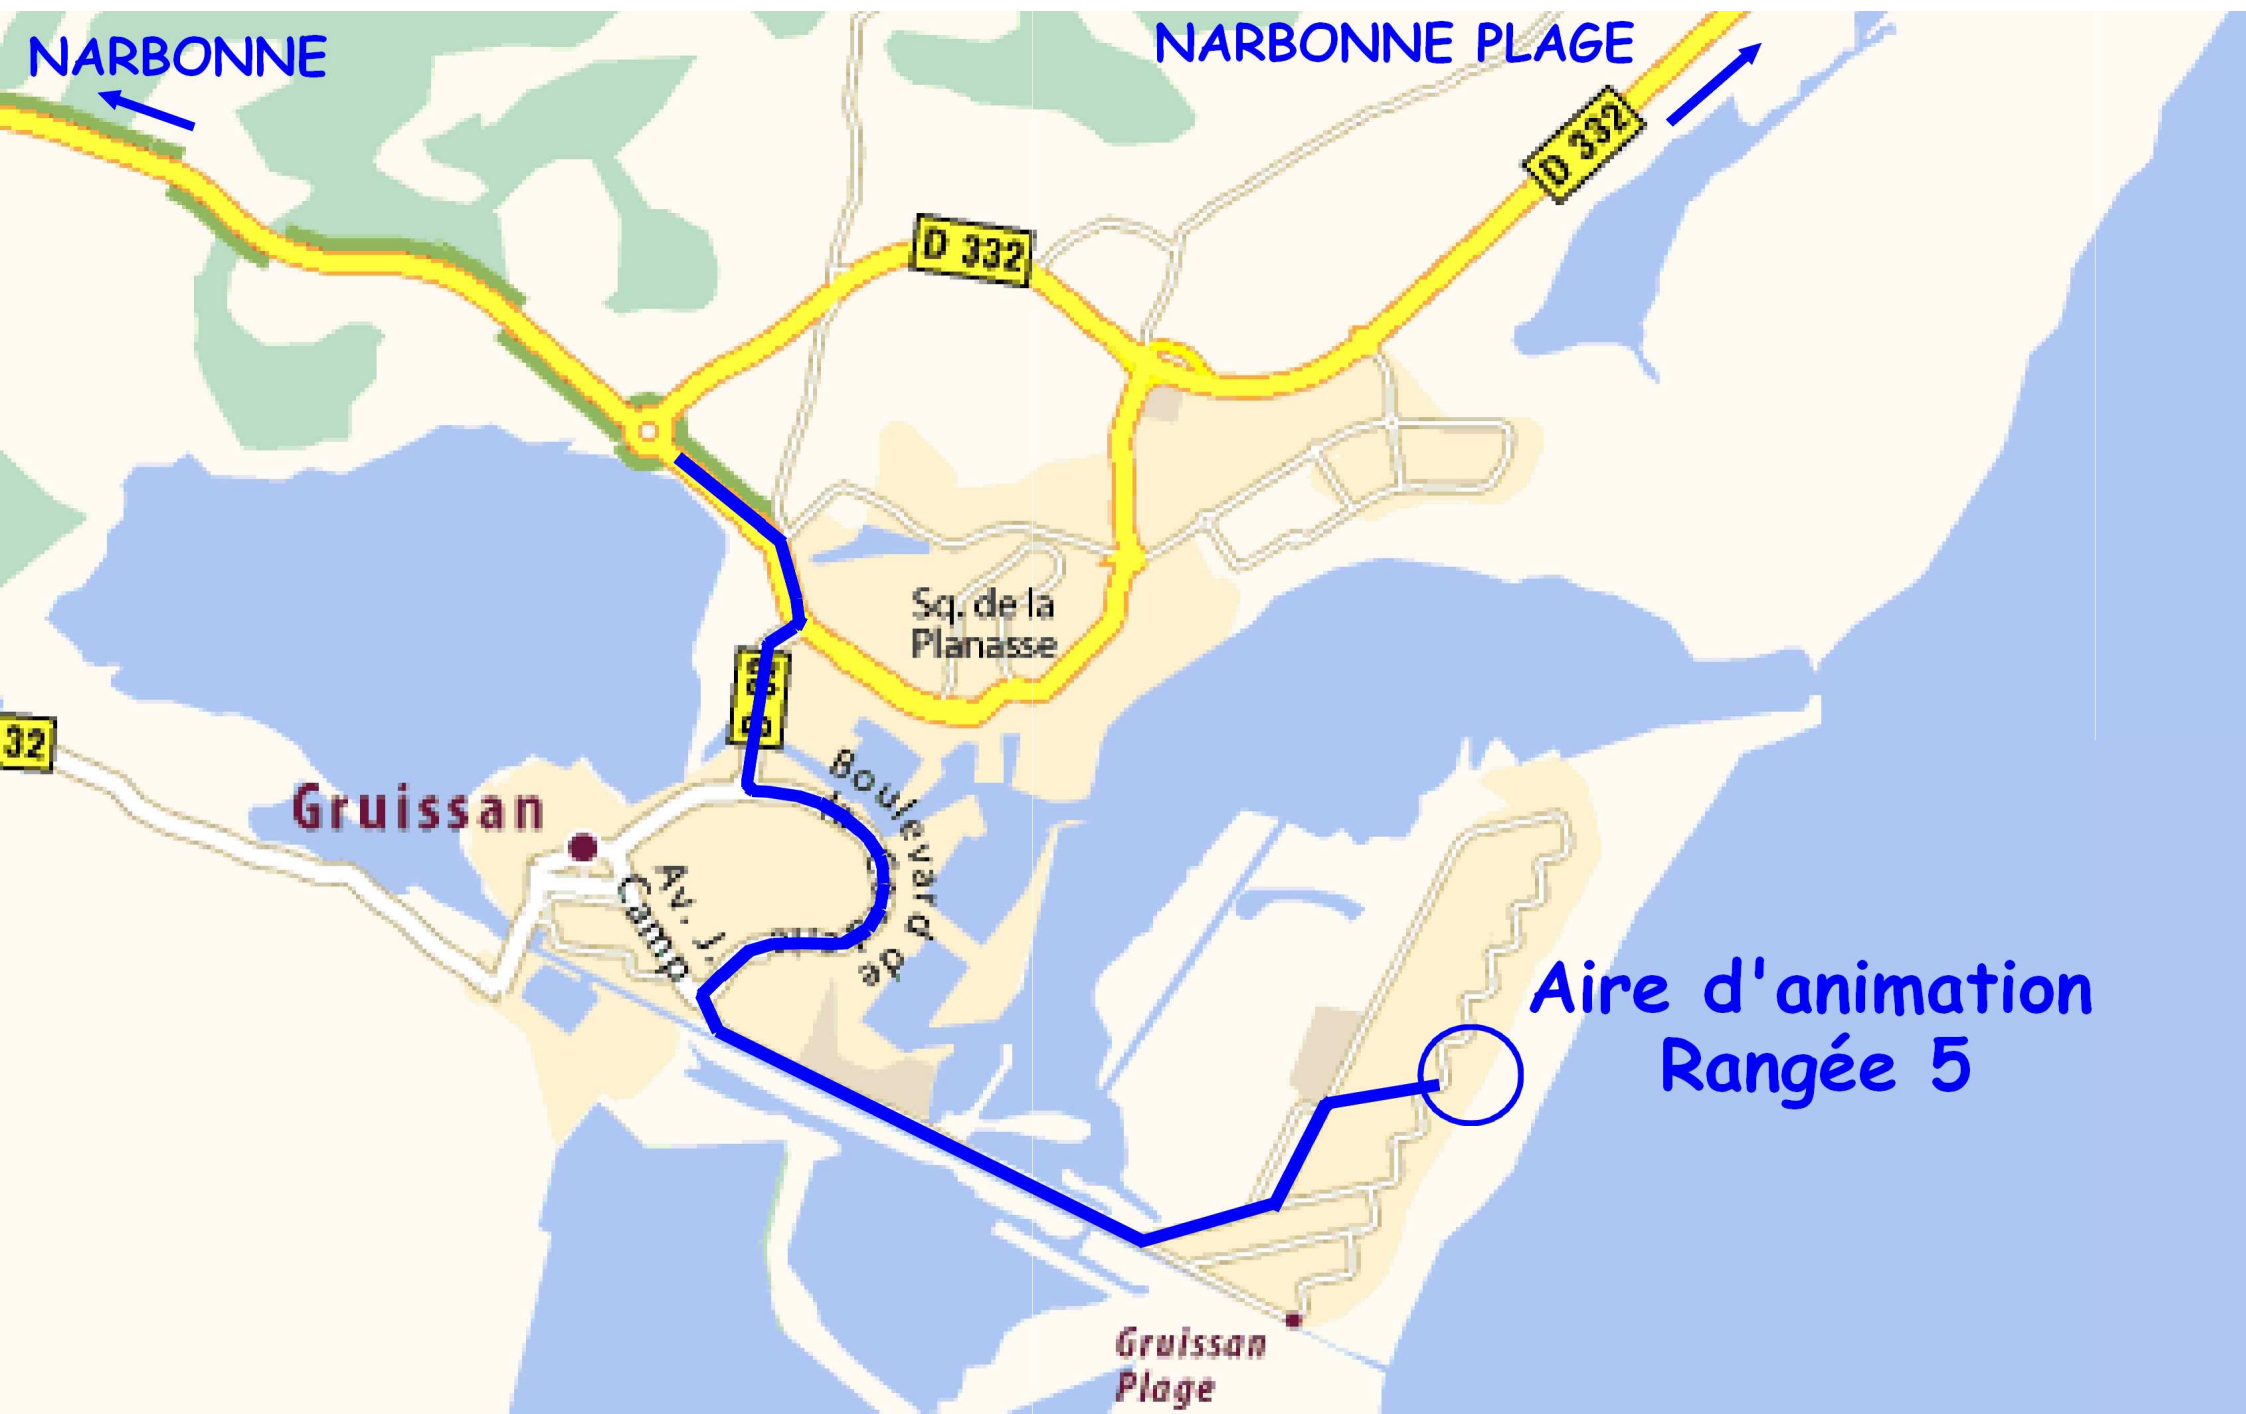 NARBONNE
NARBONNE PLAGE
D 332
D 332
Sq. de la
Planasse
32
Gruissan
Boulevard de
Av. J.
Camp
Aire d'animation
Rangée 5
Gruissan
Plage